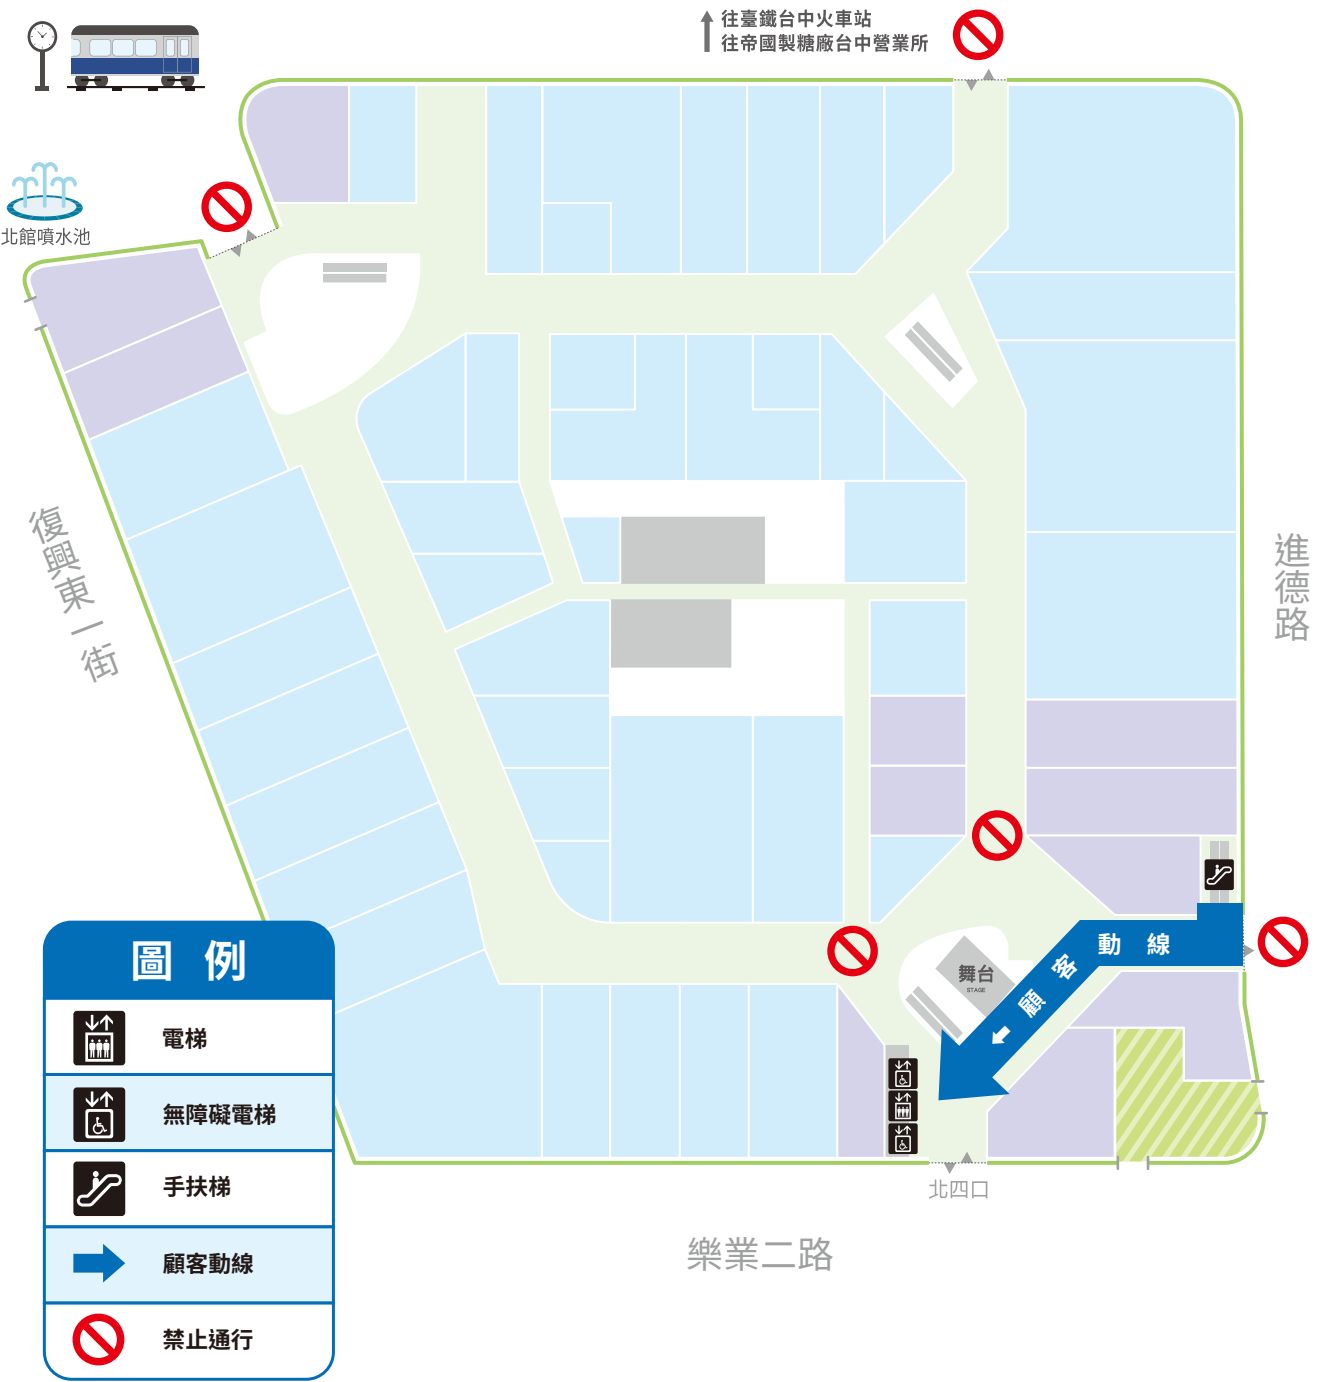 往臺鐵台中火車站
往帝國製糖廠台中營業所
北館噴水池
復興東一街
進德路
動線
顧客
舞台
STAGE
北四口
樂業二路
圖例
電梯
無障礙電梯
手扶梯
顧客動線
禁止通行